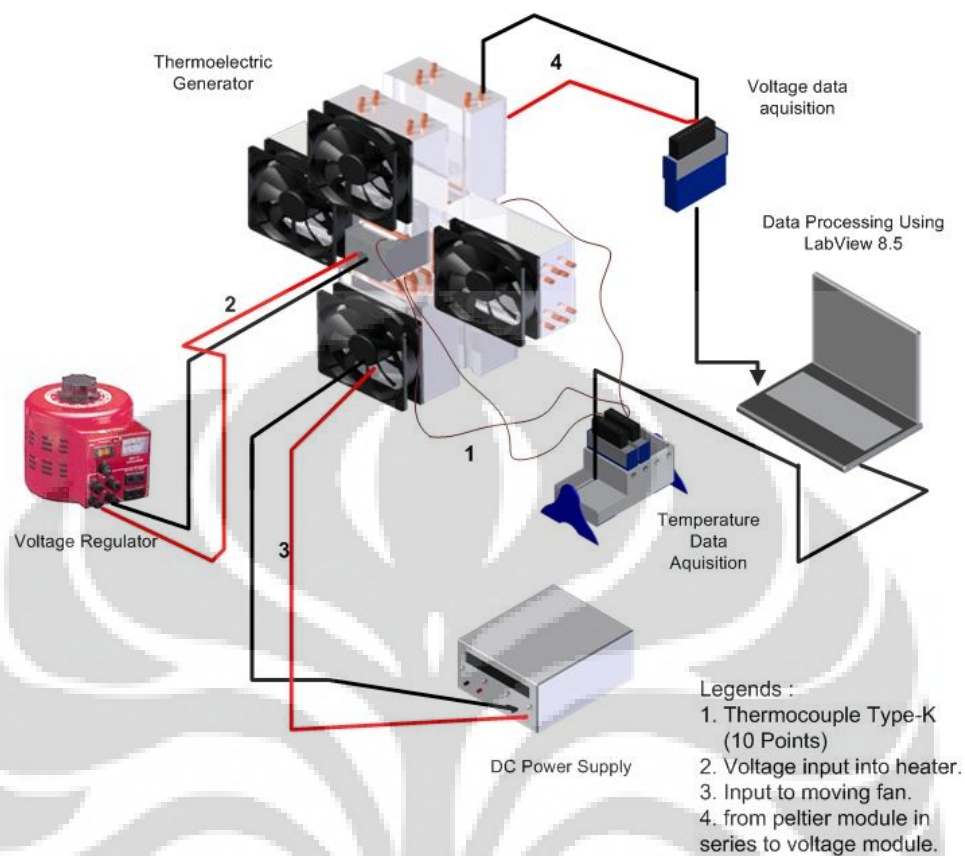 Thermoelectric
Generator
4
Voltage data
aquisition
Data Processing Using
LabView 8.5
2
1
Voltage Regulator
Temperature
Data
Aquisition
3
DC Power Supply
Legends :
1. Thermocouple Type-K
(10 Points)
2. Voltage input into heater.
3. Input to moving fan.
4. from peltier module in
series to voltage module.